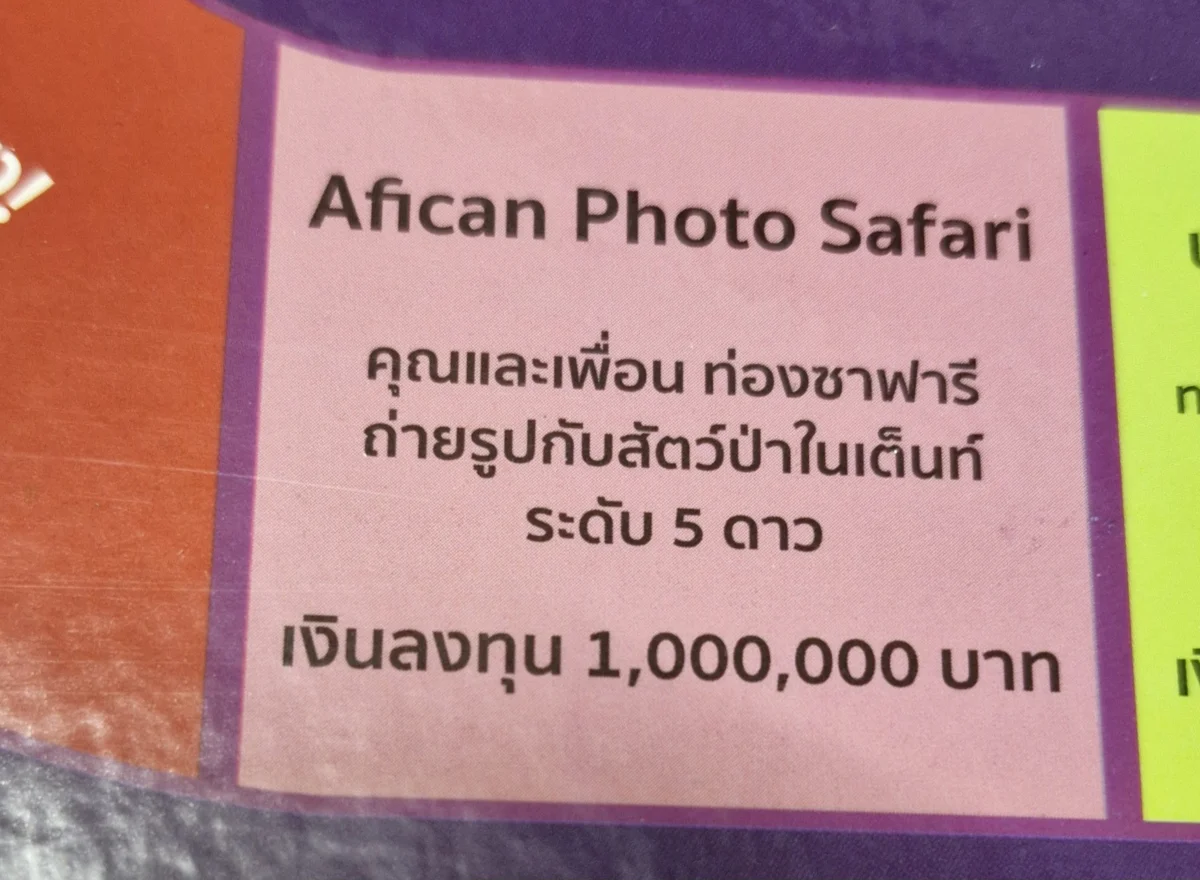 Afican Photo Safari
คุณและเพื่อน ท่องซาฟารี
ถ่ายรูปกับสัตว์ป่าในเต็นท์
ระดับ 5 ดาว
เงินลงทุน 1,000,000 บาท